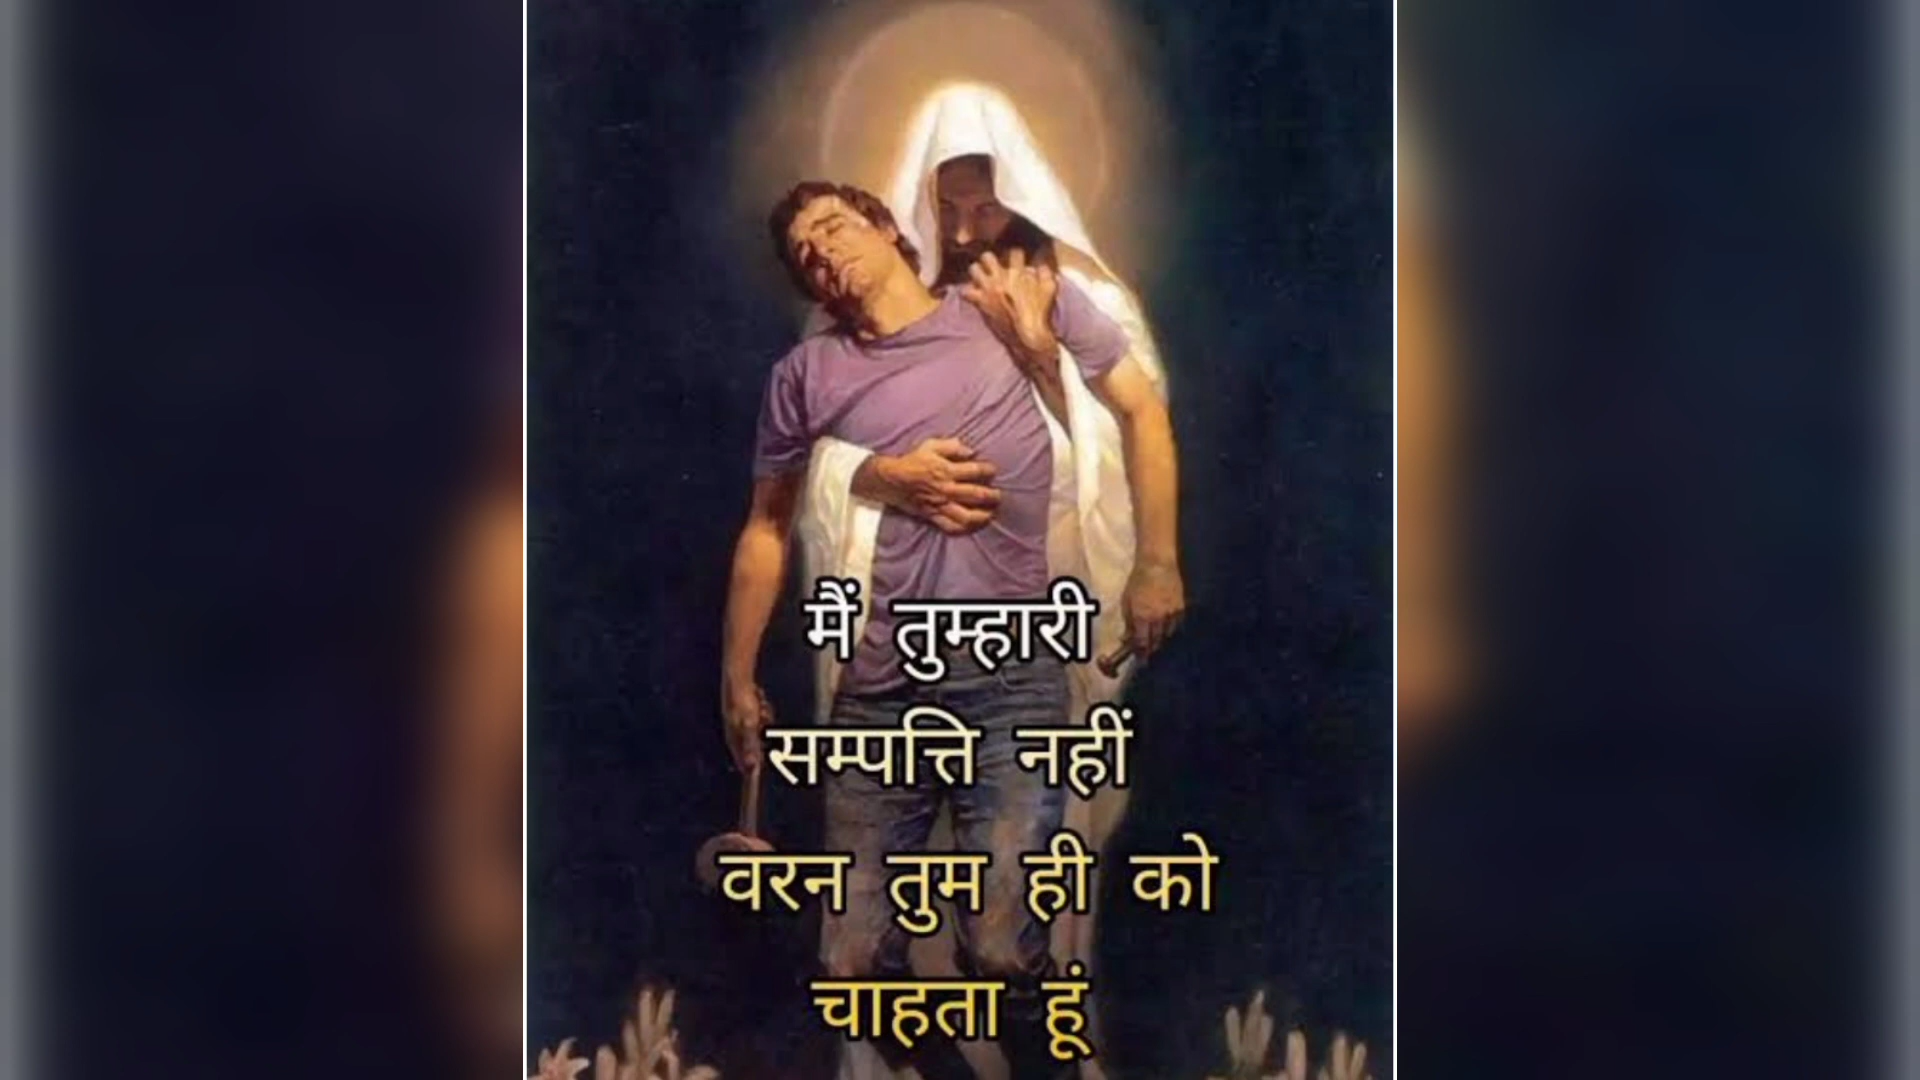 मैं तुम्हारी
सम्पत्ति नहीं
वरन तुम ही को
चाहता हूं